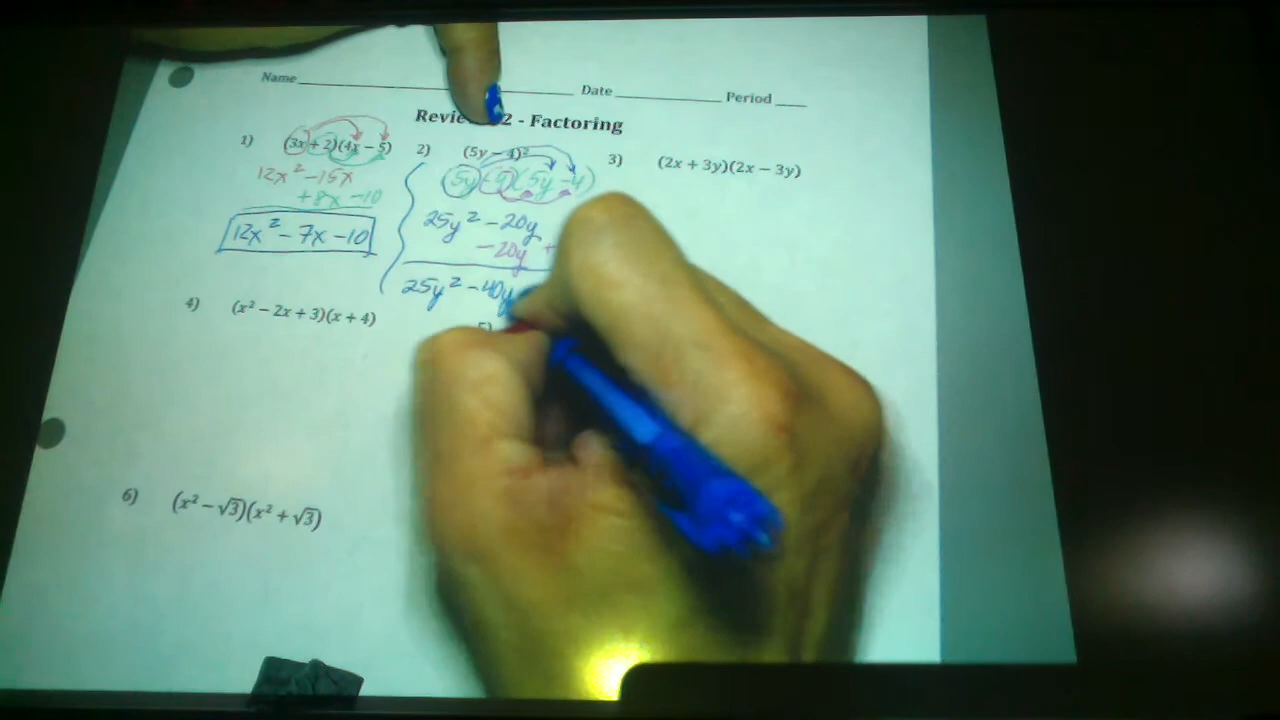 Name Date Period
2 - Factoring
1) (3x + 2)(4x - 5)
12x² - 15x
+ 8x - 10
12x² - 7x - 10
2) (5y - 4)²
(5y - 4)(5y - 4)
25y² - 20y
- 20y +
25y² - 40y
3) (2x + 3y)(2x - 3y)
4) (x² - 2x + 3)(x + 4)
5)
6) (x² - √3)(x² + √3)